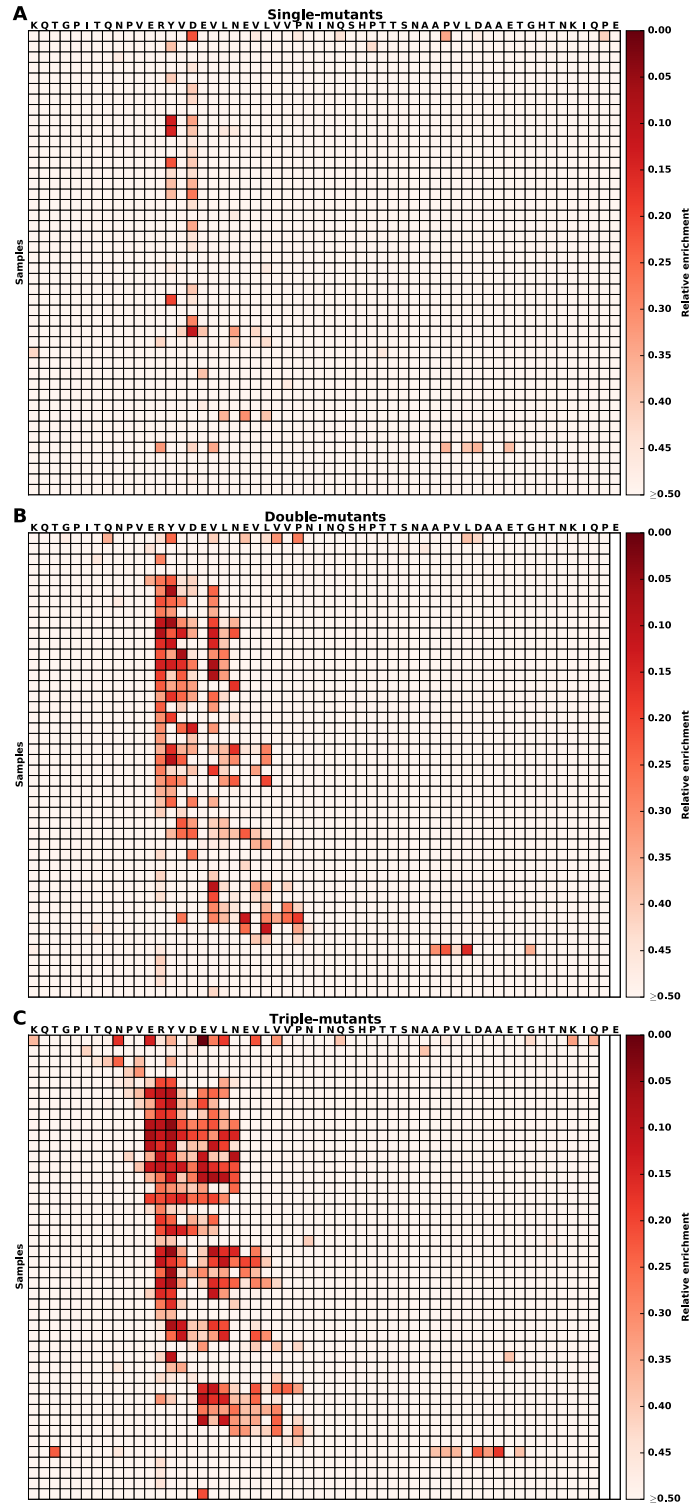 A
Single-mutants
K Q T G P I T Q N P V E R Y V D E V L N E V L V V P N I N Q S H P T T S N A A P V L D A A E T G H T N K I Q P E
Samples
0.00
0.05
0.10
0.15
0.20
0.25
0.30
0.35
0.40
0.45
≥0.50
Relative enrichment
B
Double-mutants
K Q T G P I T Q N P V E R Y V D E V L N E V L V V P N I N Q S H P T T S N A A P V L D A A E T G H T N K I Q P E
Samples
0.00
0.05
0.10
0.15
0.20
0.25
0.30
0.35
0.40
0.45
≥0.50
Relative enrichment
C
Triple-mutants
K Q T G P I T Q N P V E R Y V D E V L N E V L V V P N I N Q S H P T T S N A A P V L D A A E T G H T N K I Q P E
Samples
0.00
0.05
0.10
0.15
0.20
0.25
0.30
0.35
0.40
0.45
≥0.50
Relative enrichment